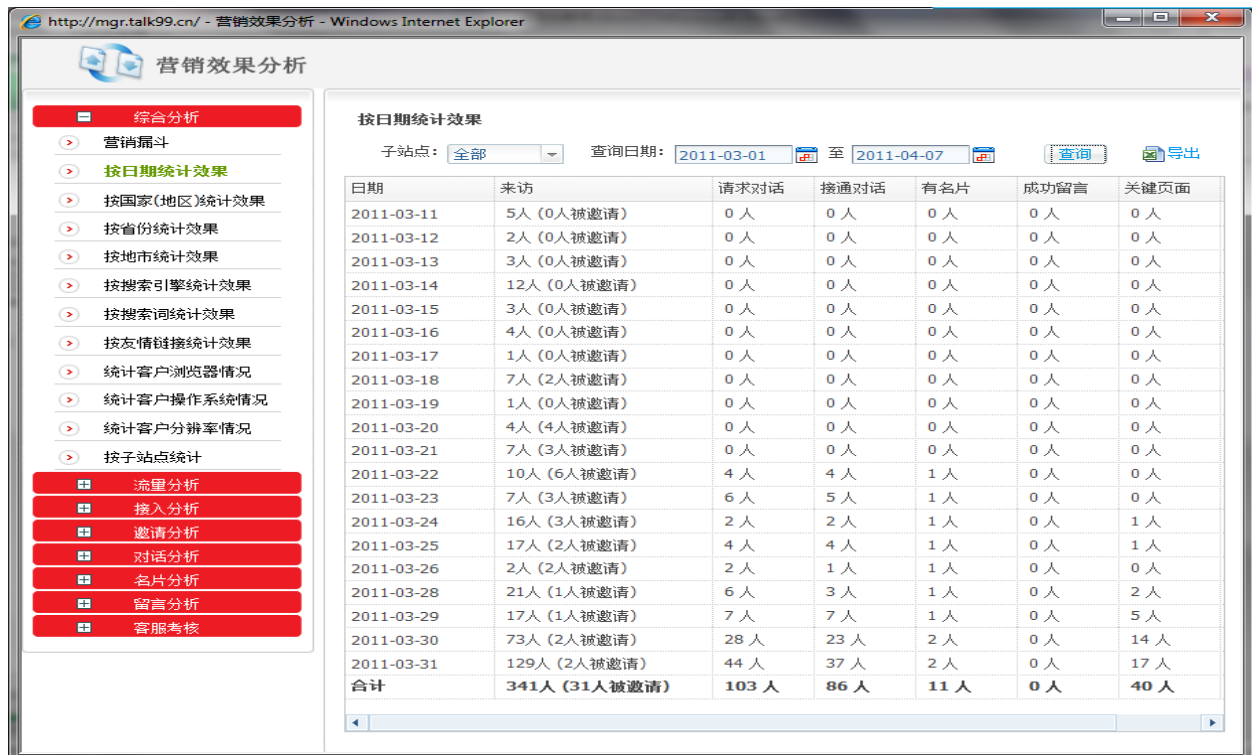 http://mgr.talk99.cn/ - 营销效果分析 - Windows Internet Explorer
营销效果分析
综合分析
营销漏斗
按日期统计效果
按国家(地区)统计效果
按省份统计效果
按地市统计效果
按搜索引擎统计效果
按搜索词统计效果
按友情链接统计效果
统计客户浏览器情况
统计客户操作系统情况
统计客户分辨率情况
按子站点统计
流量分析
接入分析
邀请分析
对话分析
名片分析
留言分析
客服考核
按日期统计效果
子站点: 全部 查询日期: 2011-03-01 至 2011-04-07 查询 导出
日期 来访 请求对话 接通对话 有名片 成功留言 关键页面
2011-03-11 5人 (0人被邀请) 0 人 0 人 0 人 0 人 0 人
2011-03-12 2人 (0人被邀请) 0 人 0 人 0 人 0 人 0 人
2011-03-13 3人 (0人被邀请) 0 人 0 人 0 人 0 人 0 人
2011-03-14 12人 (0人被邀请) 0 人 0 人 0 人 0 人 0 人
2011-03-15 3人 (0人被邀请) 0 人 0 人 0 人 0 人 0 人
2011-03-16 4人 (0人被邀请) 0 人 0 人 0 人 0 人 0 人
2011-03-17 1人 (0人被邀请) 0 人 0 人 0 人 0 人 0 人
2011-03-18 7人 (2人被邀请) 0 人 0 人 0 人 0 人 0 人
2011-03-19 1人 (0人被邀请) 0 人 0 人 0 人 0 人 0 人
2011-03-20 4人 (4人被邀请) 0 人 0 人 0 人 0 人 0 人
2011-03-21 7人 (3人被邀请) 0 人 0 人 0 人 0 人 0 人
2011-03-22 10人 (6人被邀请) 4 人 4 人 1 人 0 人 0 人
2011-03-23 7人 (3人被邀请) 6 人 5 人 1 人 0 人 0 人
2011-03-24 16人 (3人被邀请) 2 人 2 人 1 人 0 人 1 人
2011-03-25 17人 (2人被邀请) 4 人 4 人 1 人 0 人 1 人
2011-03-26 2人 (2人被邀请) 2 人 1 人 1 人 0 人 0 人
2011-03-28 21人 (1人被邀请) 6 人 3 人 1 人 0 人 2 人
2011-03-29 17人 (1人被邀请) 7 人 7 人 1 人 0 人 5 人
2011-03-30 73人 (2人被邀请) 28 人 23 人 2 人 0 人 14 人
2011-03-31 129人 (2人被邀请) 44 人 37 人 2 人 0 人 17 人
合计 341人 (31人被邀请) 103 人 86 人 11 人 0 人 40 人